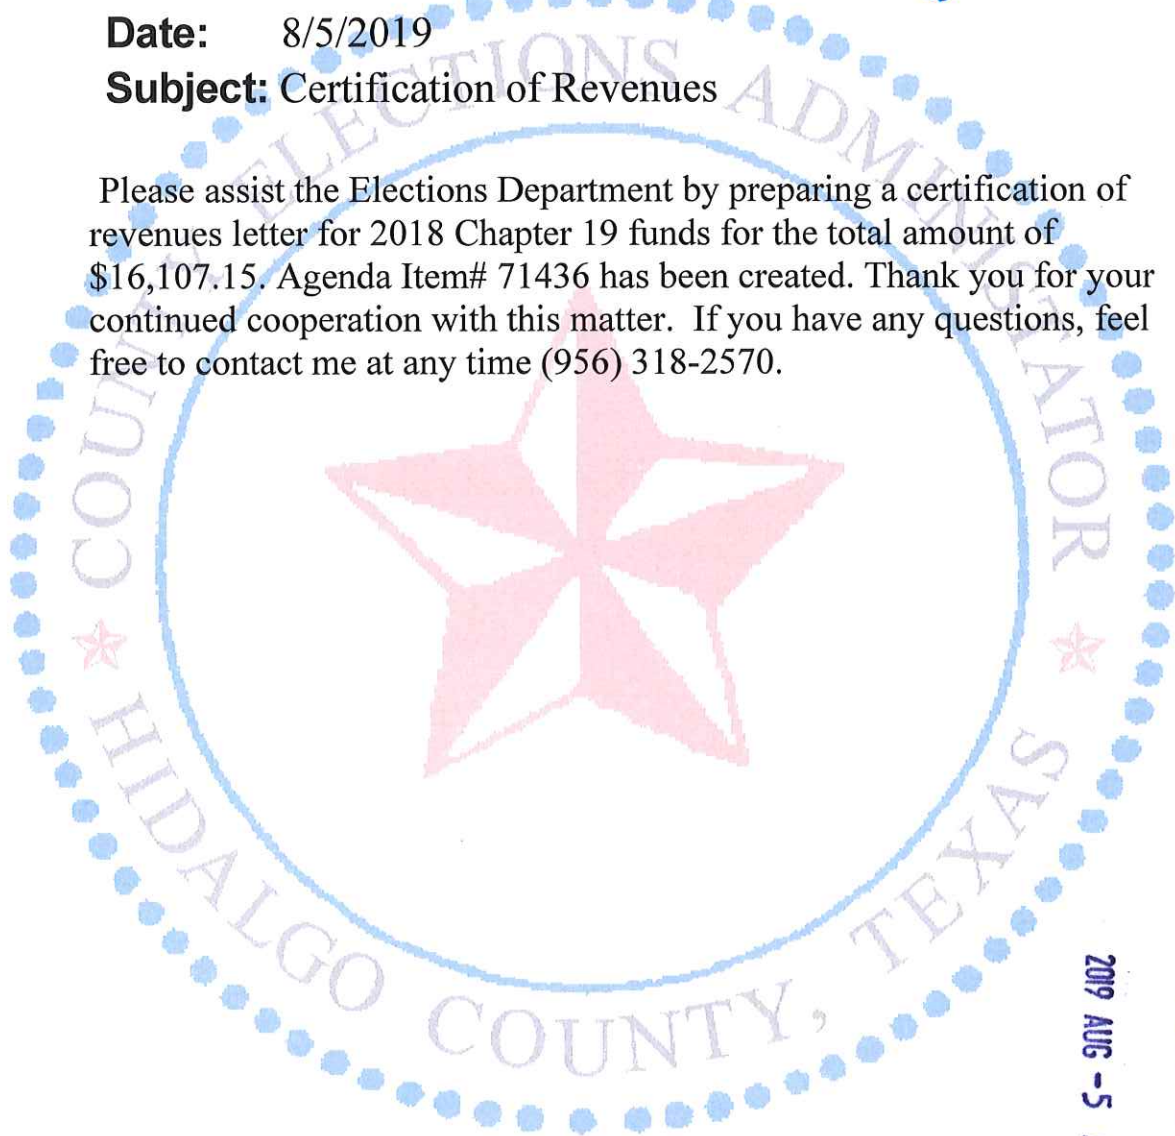 Date: 8/5/2019
Subject: Certification of Revenues
Please assist the Elections Department by preparing a certification of
revenues letter for 2018 Chapter 19 funds for the total amount of
$16,107.15. Agenda Item# 71436 has been created. Thank you for your
continued cooperation with this matter.  If you have any questions, feel
free to contact me at any time (956) 318-2570.
COUNTY ELECTIONS ADMINISTRATOR
HIDALGO COUNTY, TEXAS
2019 AUG -5